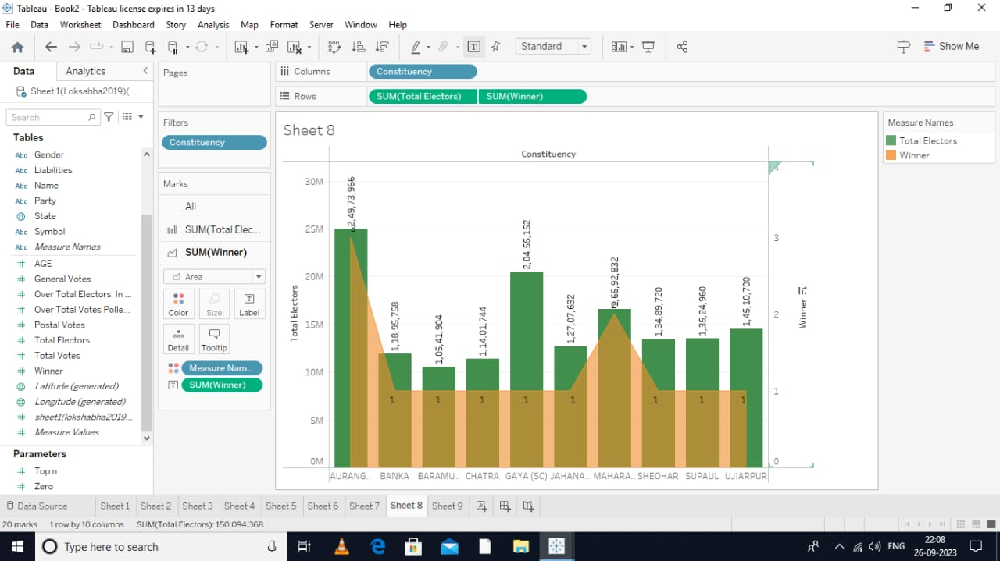 Tableau - Book2 - Tableau license expires in 13 days
File Data Worksheet Dashboard Story Analysis Map Format Server Window Help
Standard
Show Me
Data Analytics
Sheet 1(Loksabha2019)(...
Search
Tables
Abc Gender
Abc Liabilities
Abc Name
Abc Party
State
Abc Symbol
Abc Measure Names
AGE
General Votes
Over Total Electors In ...
Over Total Votes Polle...
Postal Votes
Total Electors
Total Votes
Winner
Latitude (generated)
Longitude (generated)
sheet1(lokshabha2019...
Measure Values
Parameters
Top n
Zero
Pages
Filters
Constituency
Marks
All
SUM(Total Elec...
SUM(Winner)
Area
Color Size Label
Detail Tooltip
Measure Nam..
SUM(Winner)
Columns Constituency
Rows SUM(Total Electors) SUM(Winner)
Sheet 8
Constituency
Total Electors
30M
25M
20M
15M
10M
5M
0M
2,49,73,966
1,18,95,758
1,05,41,904
1,14,01,744
2,04,55,152
1,27,07,632
1,65,92,832
1,34,89,720
1,35,24,960
1,45,10,700
3 1 1 1 1 1 2 1 1 1
4
3
2
1
0
Winner
AURANG.. BANKA BARAMU.. CHATRA GAYA (SC) JAHANA.. MAHARA.. SHEOHAR SUPAUL UJIARPUR
Measure Names
Total Electors
Winner
Data Source Sheet 1 Sheet 2 Sheet 3 Sheet 4 Sheet 5 Sheet 6 Sheet 7 Sheet 8 Sheet 9
20 marks 1 row by 10 columns SUM(Total Electors): 150,094,368
Type here to search
ENG
22:08
26-09-2023